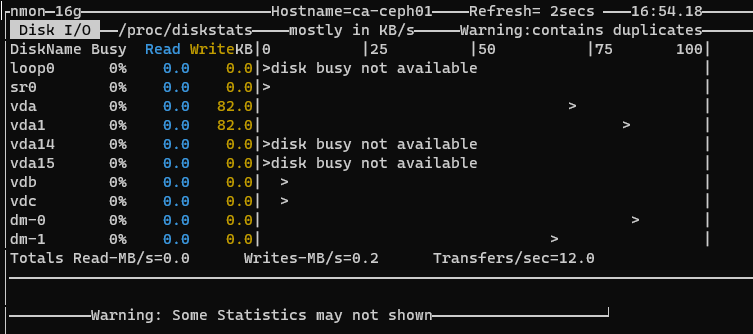 nmon─16g Hostname=ca-ceph01 Refresh= 2secs 16:54.18
Disk I/O /proc/diskstats mostly in KB/s Warning:contains duplicates
DiskName Busy Read WriteKB|0 |25 |50 |75 100|
loop0 0% 0.0 0.0|>disk busy not available |
sr0 0% 0.0 0.0|> |
vda 0% 0.0 82.0| > |
vda1 0% 0.0 82.0| > |
vda14 0% 0.0 0.0|>disk busy not available |
vda15 0% 0.0 0.0|>disk busy not available |
vdb 0% 0.0 0.0| > |
vdc 0% 0.0 0.0| > |
dm-0 0% 0.0 0.0| > |
dm-1 0% 0.0 0.0| > |
Totals Read-MB/s=0.0 Writes-MB/s=0.2 Transfers/sec=12.0
Warning: Some Statistics may not shown